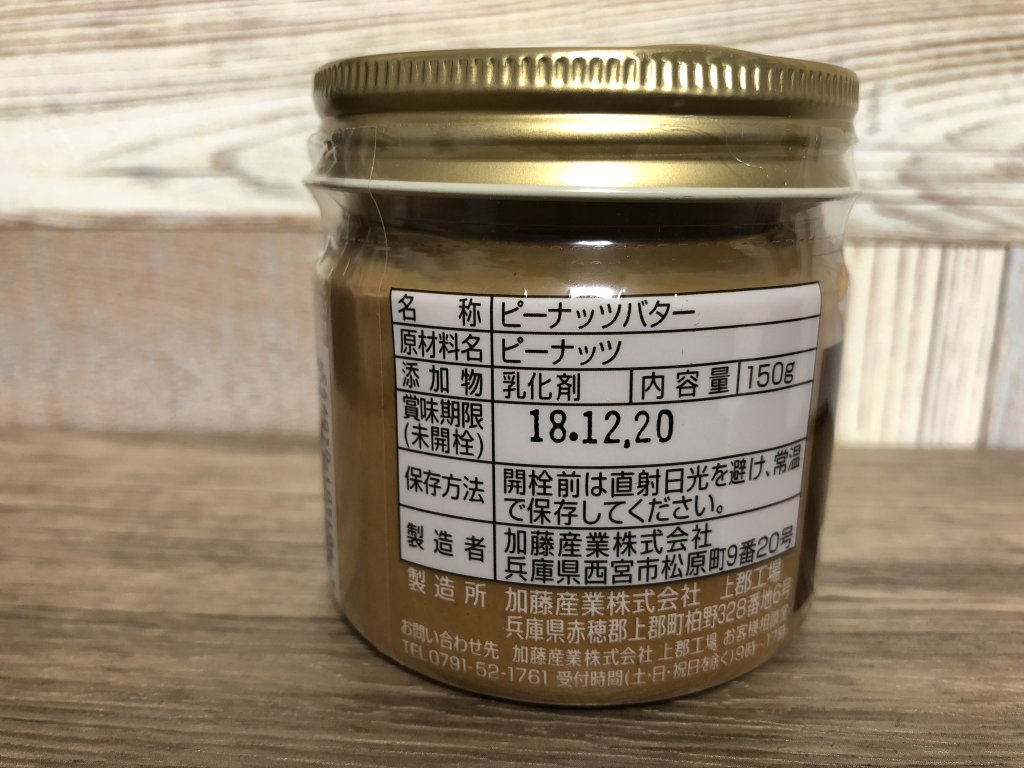 名称 ピーナッツバター
原材料名 ピーナッツ
添加物 乳化剤 内容量 150g
賞味期限
(未開栓) 18.12,20
保存方法 開栓前は直射日光を避け、常温
で保存してください。
製造者 加藤産業株式会社
兵庫県西宮市松原町9番20号
製造所 加藤産業株式会社 上郡工場
兵庫県赤穂郡上郡町柏野328番地6号
お問い合わせ先 加藤産業株式会社 上郡工場 お客様相談室
TEL 0791-52-1761 受付時間(土・日・祝日を除く)9時~17時